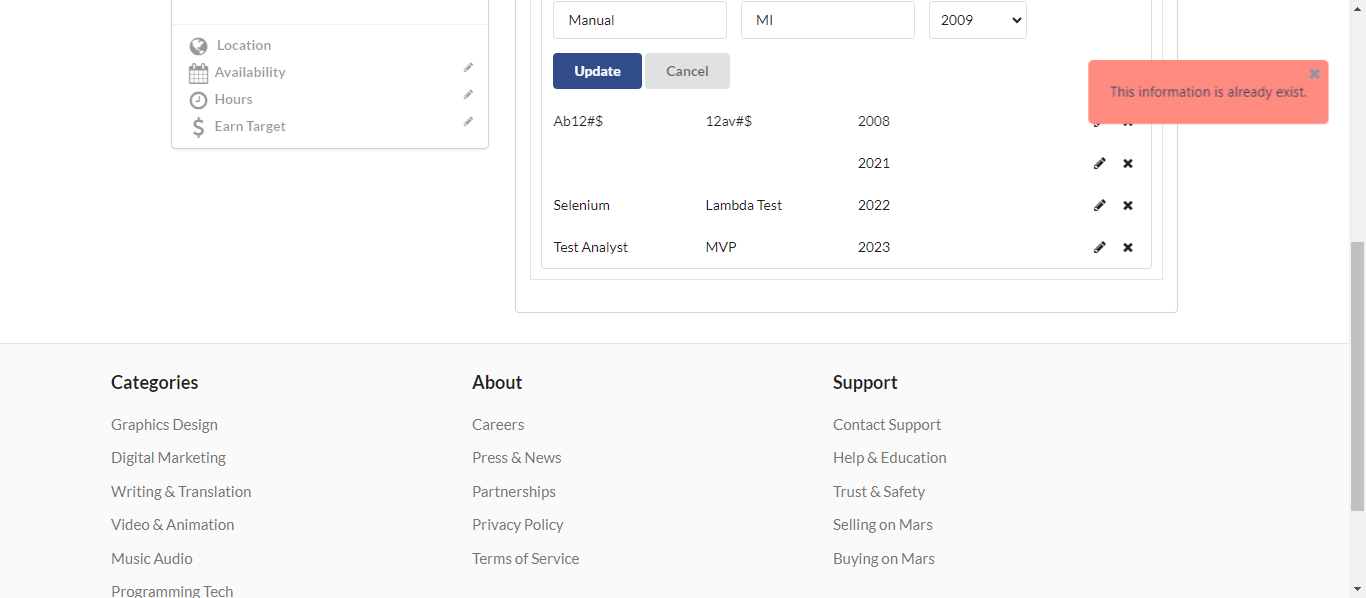 Location
Availability
Hours
Earn Target
Manual MI 2009
Update Cancel
This information is already exist.
Ab12#$ 12av#$ 2008
2021
Selenium Lambda Test 2022
Test Analyst MVP 2023
Categories About Support
Graphics Design Careers Contact Support
Digital Marketing Press & News Help & Education
Writing & Translation Partnerships Trust & Safety
Video & Animation Privacy Policy Selling on Mars
Music Audio Terms of Service Buying on Mars
Programming Tech